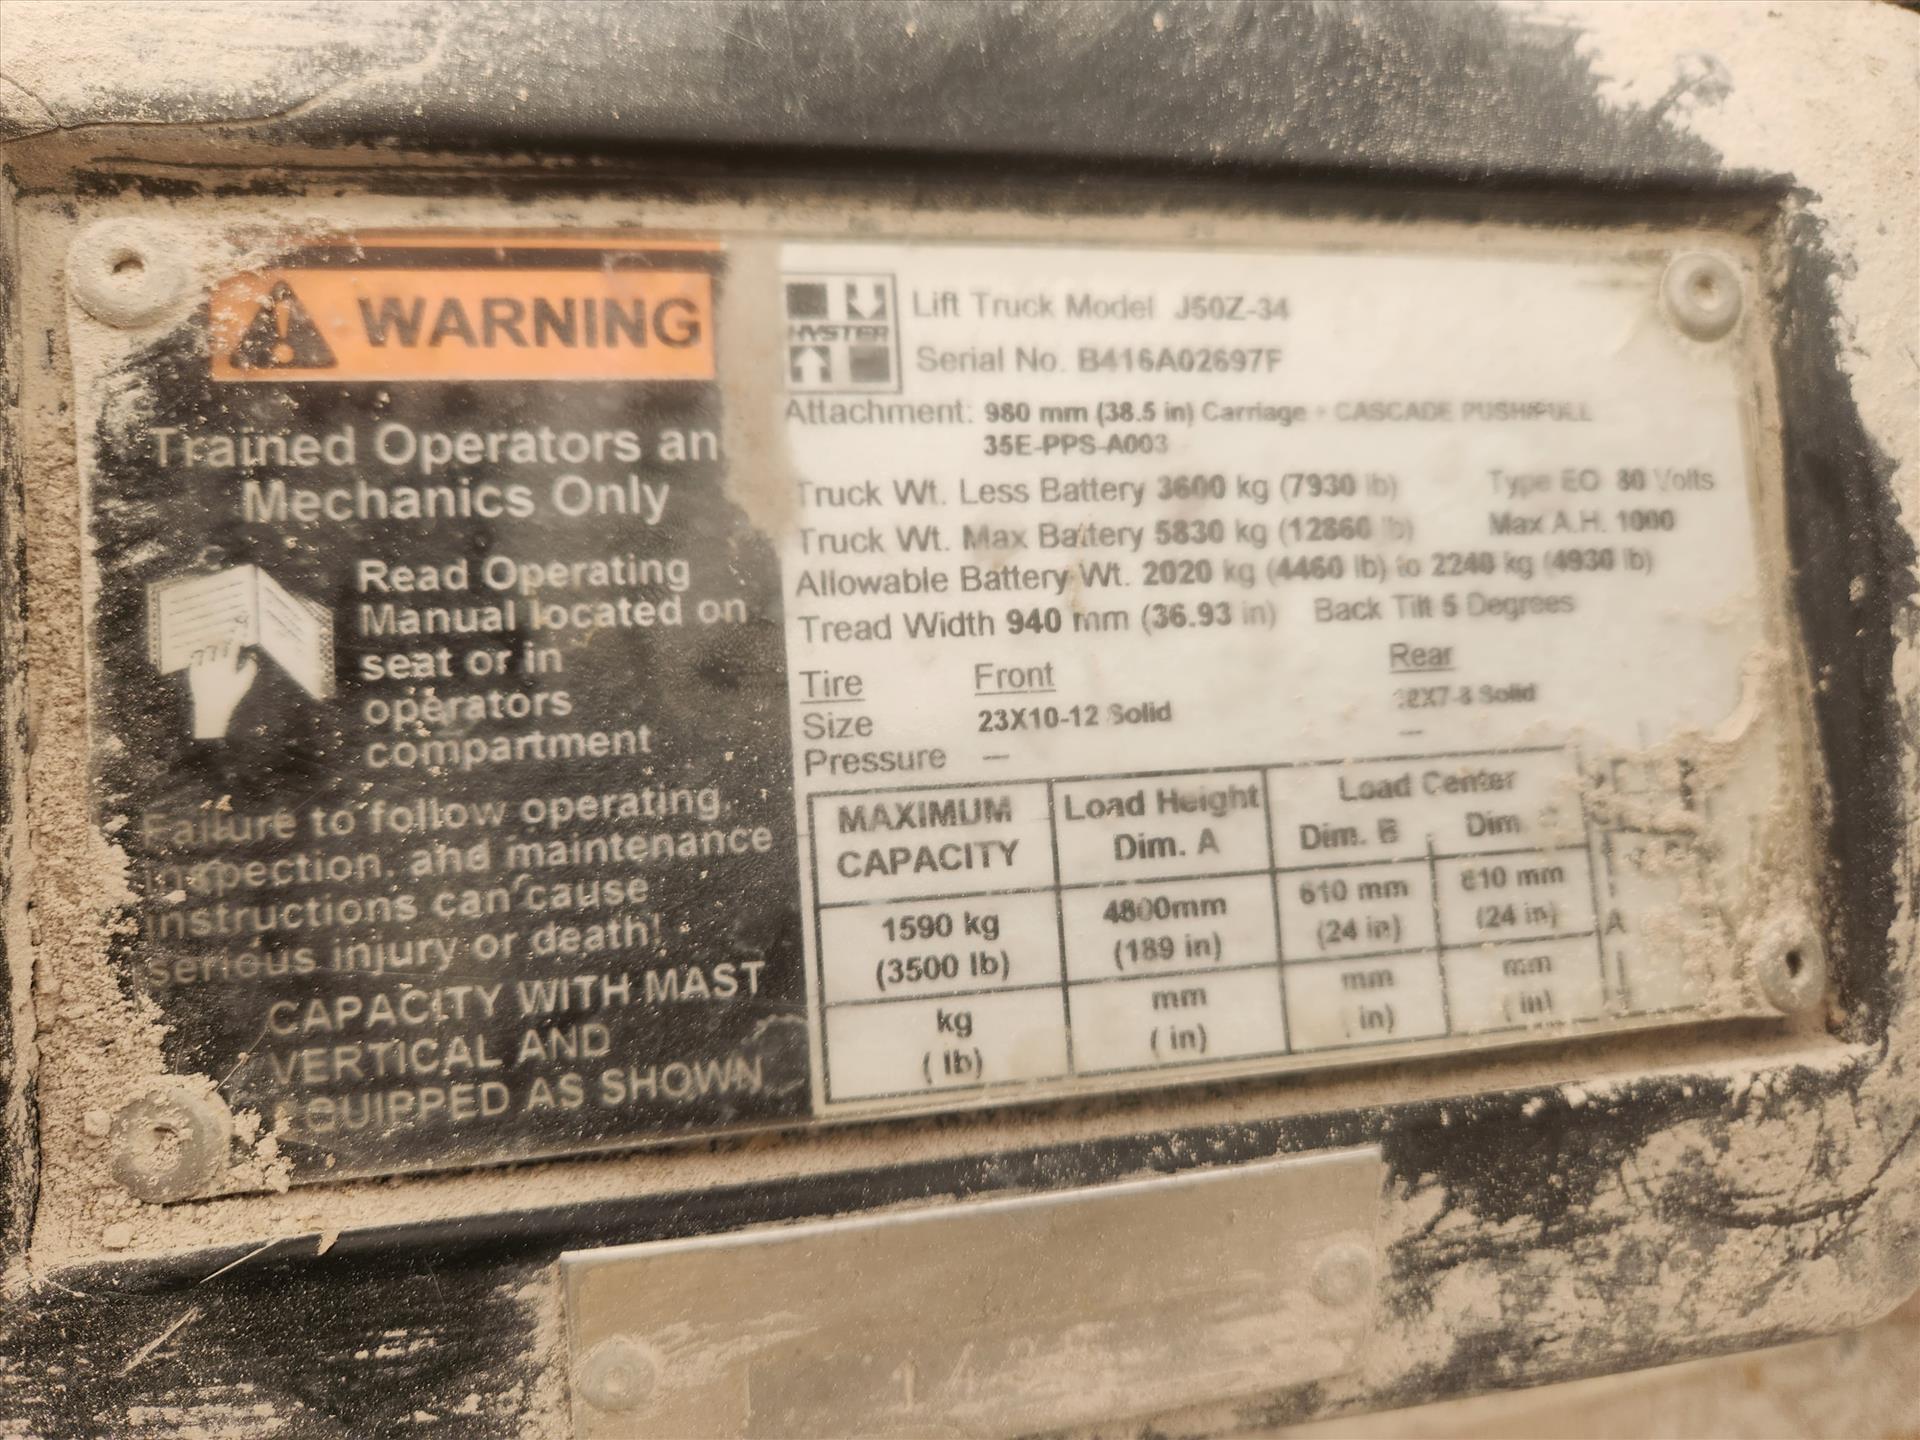 WARNING
Trained Operators an
Mechanics Only
Read Operating
Manual located on
seat or in
operators
compartment
Failure to follow operating,
inspection, and maintenance
instructions can cause
serious injury or death!
CAPACITY WITH MAST
VERTICAL AND
EQUIPPED AS SHOWN
HYSTER
Lift Truck Model J50Z-34
Serial No. B416A02697F
Attachment: 980 mm (38.5 in) Carriage - CASCADE PUSH/PULL
35E-PPS-A003
Truck Wt. Less Battery 3600 kg (7930 lb) Type EO 80 Volts
Truck Wt. Max Battery 5830 kg (12860 lb) Max A.H. 1000
Allowable Battery Wt. 2020 kg (4460 lb) to 2240 kg (4930 lb)
Tread Width 940 mm (36.93 in) Back Tilt 5 Degrees
Tire Front Rear
Size 23X10-12 Solid Solid
Pressure — —
MAXIMUM CAPACITY Load Height Dim. A Load Center Dim. B Dim.
1590 kg 4800mm 610 mm 610 mm
(3500 lb) (189 in) (24 in) (24 in) A
kg mm mm mm
( lb) ( in) ( in) ( in)